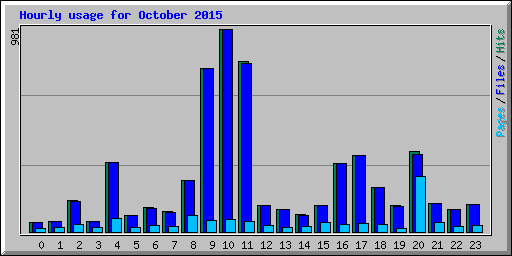 Hourly usage for October 2015
981
Pages/Files/Hits
0 1 2 3 4 5 6 7 8 9 10 11 12 13 14 15 16 17 18 19 20 21 22 23